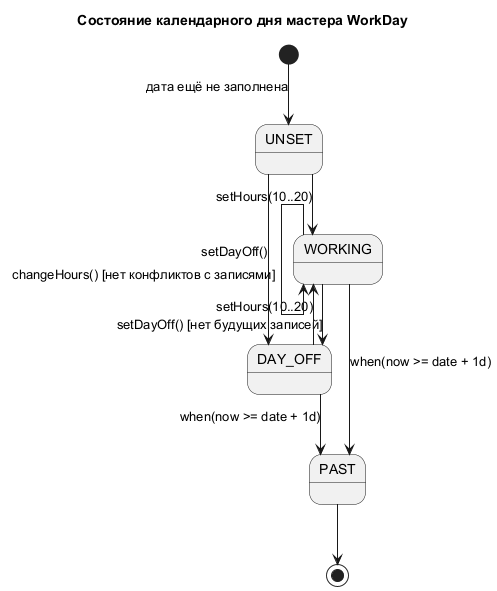 Состояние календарного дня мастера WorkDay
дата ещё не заполнена
UNSET
setHours(10..20)
setDayOff()
WORKING
changeHours() [нет конфликтов с записями]
setHours(10..20)
setDayOff() [нет будущих записей]
DAY_OFF
when(now >= date + 1d)
when(now >= date + 1d)
PAST